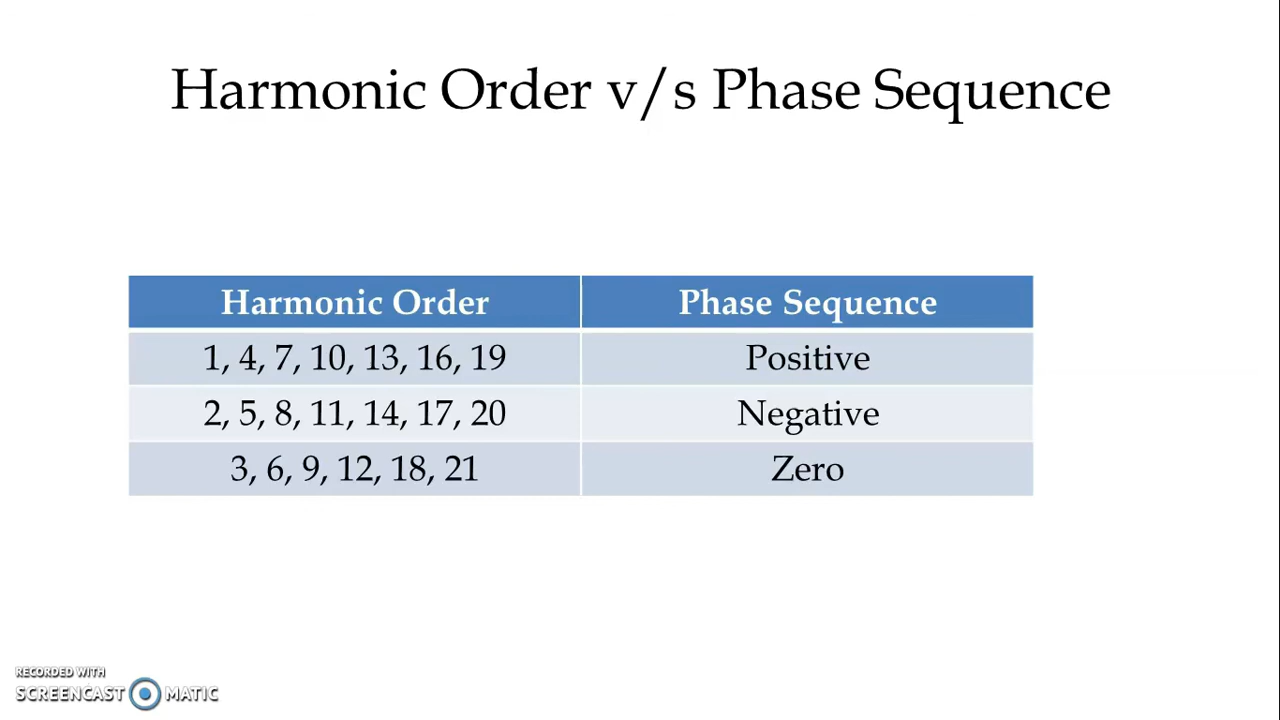 Harmonic Order v/s Phase Sequence
Harmonic Order Phase Sequence
1, 4, 7, 10, 13, 16, 19 Positive
2, 5, 8, 11, 14, 17, 20 Negative
3, 6, 9, 12, 18, 21 Zero
RECORDED WITH
SCREENCAST MATIC